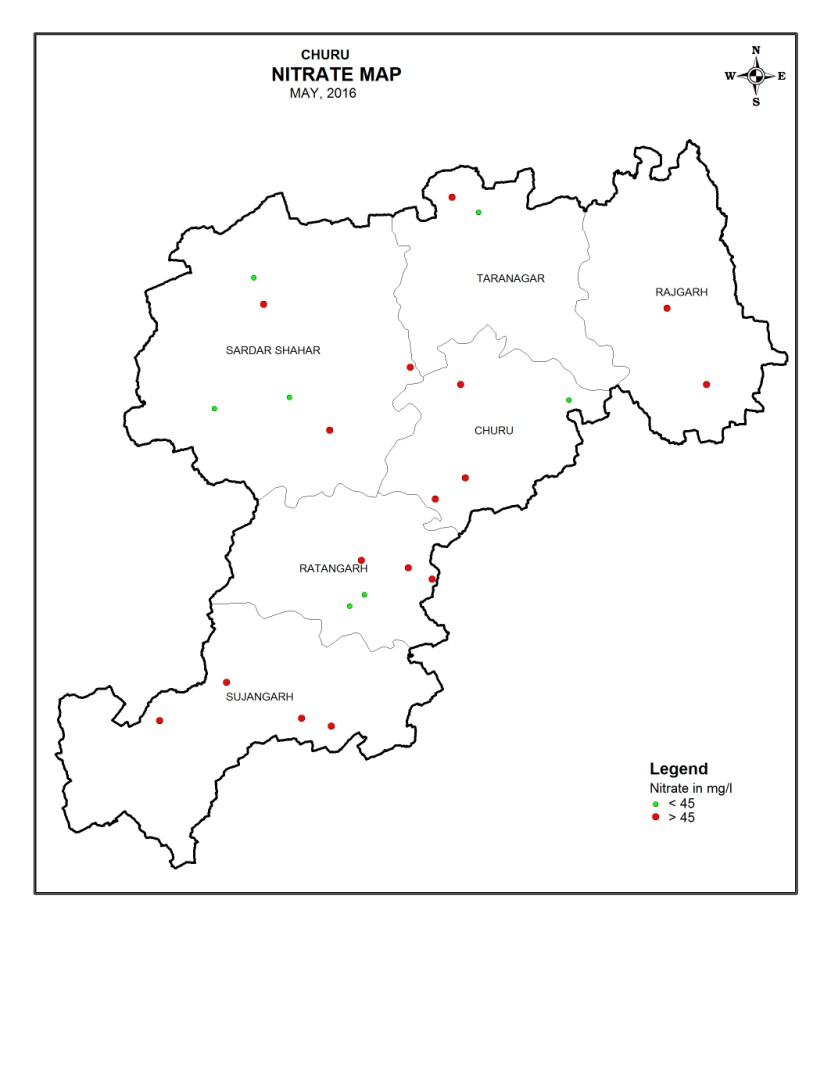 CHURU
NITRATE MAP
MAY, 2016
N
W E
S
TARANAGAR
RAJGARH
SARDAR SHAHAR
CHURU
RATANGARH
SUJANGARH
Legend
Nitrate in mg/l
< 45
> 45